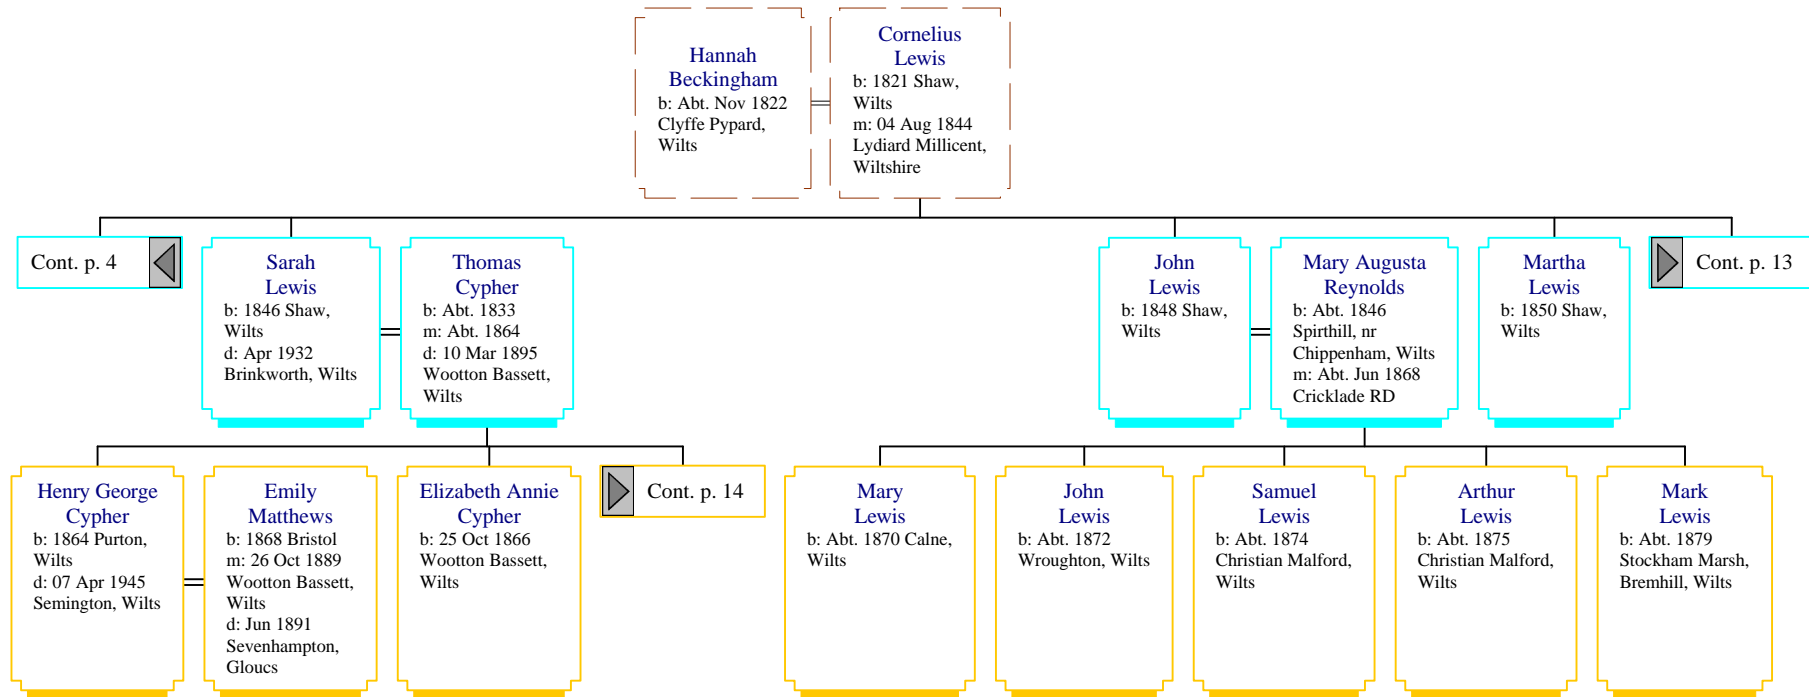 Hannah
Beckingham
b: Abt. Nov 1822
Clyffe Pypard,
Wilts
Cornelius
Lewis
b: 1821 Shaw,
Wilts
m: 04 Aug 1844
Lydiard Millicent,
Wiltshire
Cont. p. 4
Sarah
Lewis
b: 1846 Shaw,
Wilts
d: Apr 1932
Brinkworth, Wilts
Thomas
Cypher
b: Abt. 1833
m: Abt. 1864
d: 10 Mar 1895
Wootton Bassett,
Wilts
John
Lewis
b: 1848 Shaw,
Wilts
Mary Augusta
Reynolds
b: Abt. 1846
Spirthill, nr
Chippenham, Wilts
m: Abt. Jun 1868
Cricklade RD
Martha
Lewis
b: 1850 Shaw,
Wilts
Cont. p. 13
Henry George
Cypher
b: 1864 Purton,
Wilts
d: 07 Apr 1945
Semington, Wilts
Emily
Matthews
b: 1868 Bristol
m: 26 Oct 1889
Wootton Bassett,
Wilts
d: Jun 1891
Sevenhampton,
Gloucs
Elizabeth Annie
Cypher
b: 25 Oct 1866
Wootton Bassett,
Wilts
Cont. p. 14
Mary
Lewis
b: Abt. 1870 Calne,
Wilts
John
Lewis
b: Abt. 1872
Wroughton, Wilts
Samuel
Lewis
b: Abt. 1874
Christian Malford,
Wilts
Arthur
Lewis
b: Abt. 1875
Christian Malford,
Wilts
Mark
Lewis
b: Abt. 1879
Stockham Marsh,
Bremhill, Wilts